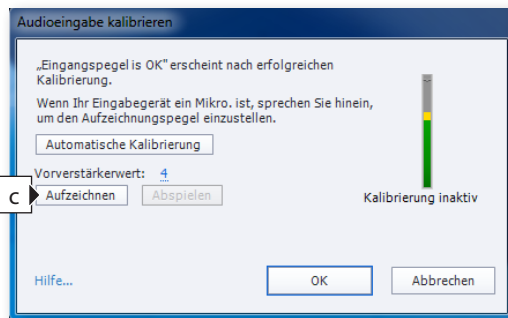 Audioeingabe kalibrieren
„Eingangspegel is OK" erscheint nach erfolgreichen
Kalibrierung.
Wenn Ihr Eingabegerät ein Mikro. ist, sprechen Sie hinein,
um den Aufzeichnungspegel einzustellen.
Automatische Kalibrierung
Vorverstärkerwert: 4
C Aufzeichnen Abspielen
Kalibrierung inaktiv
Hilfe... OK Abbrechen